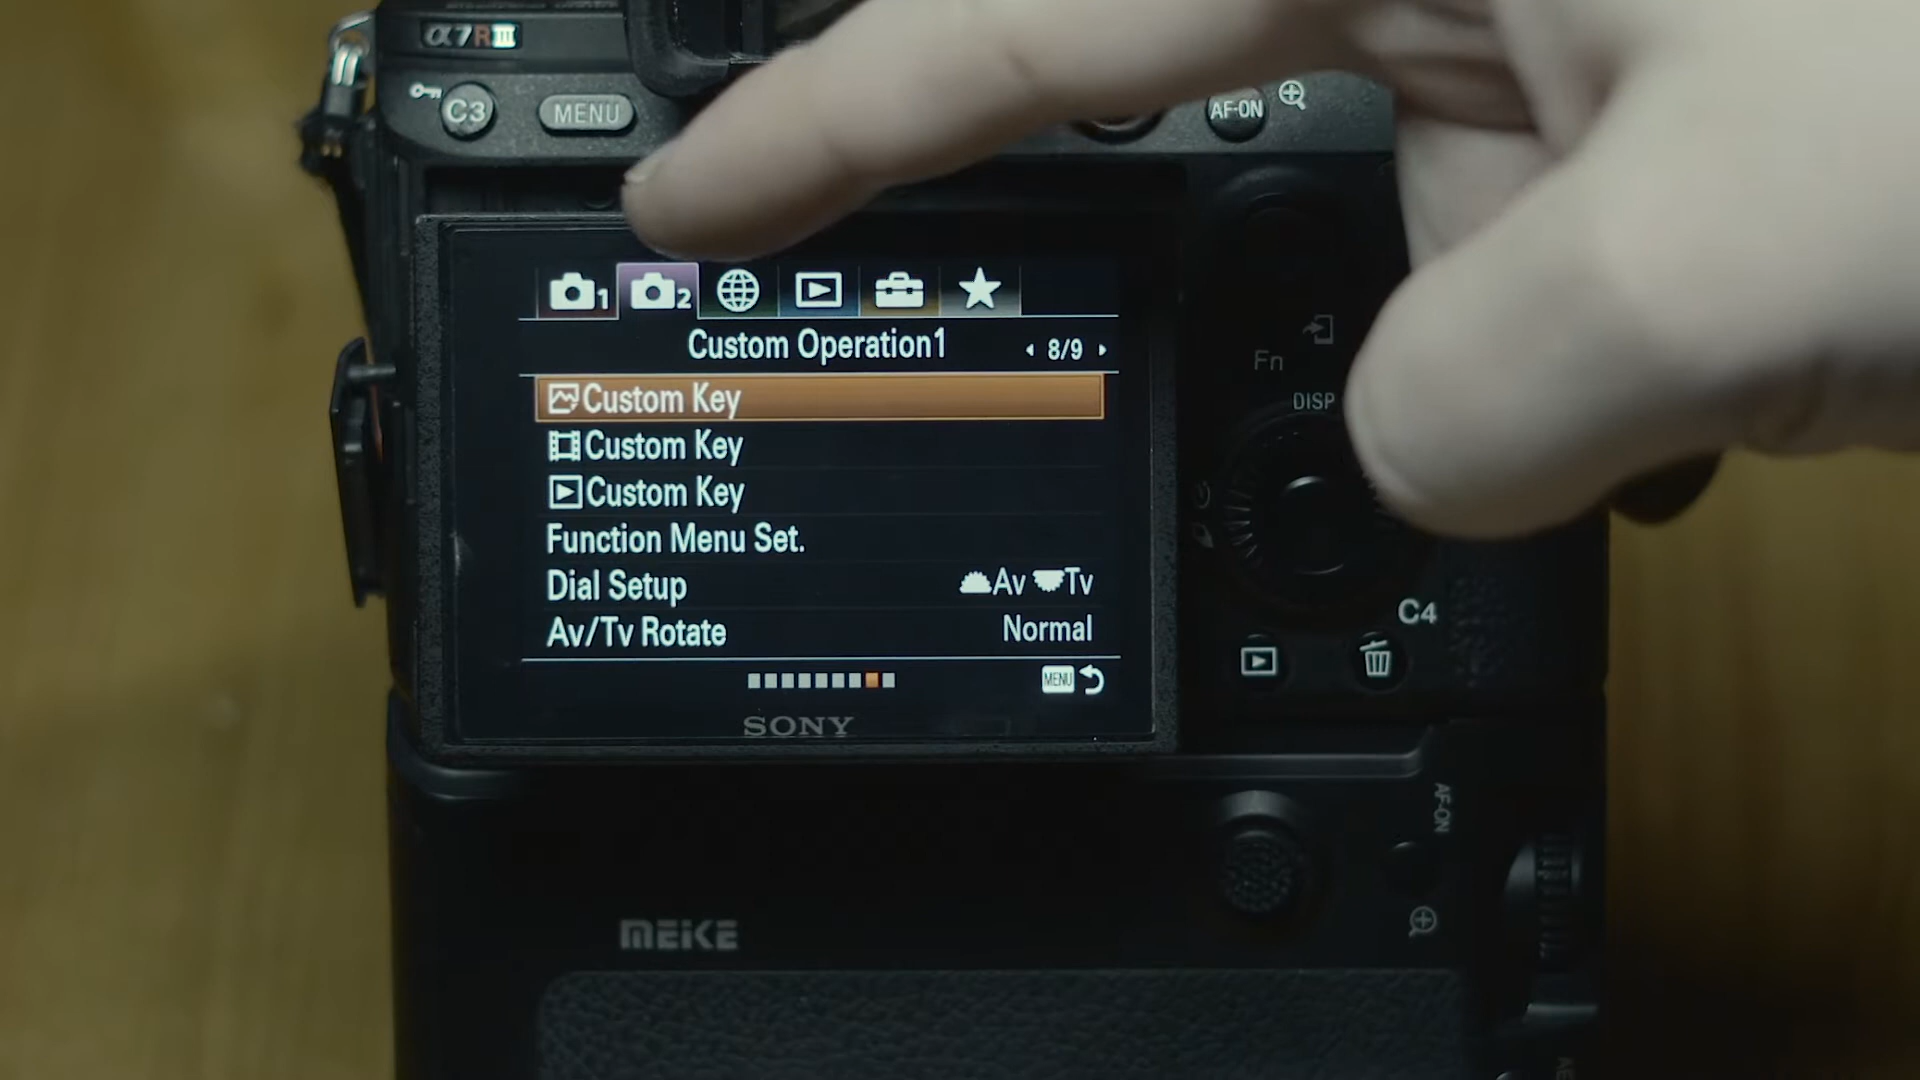 α7RIII
C3 MENU AF-ON
1 2
Custom Operation1 8/9
Custom Key
Custom Key
Custom Key
Function Menu Set.
Dial Setup Av Tv
Av/Tv Rotate Normal
MENU
SONY
Fn
DISP
C4
AF-ON
MEIKE